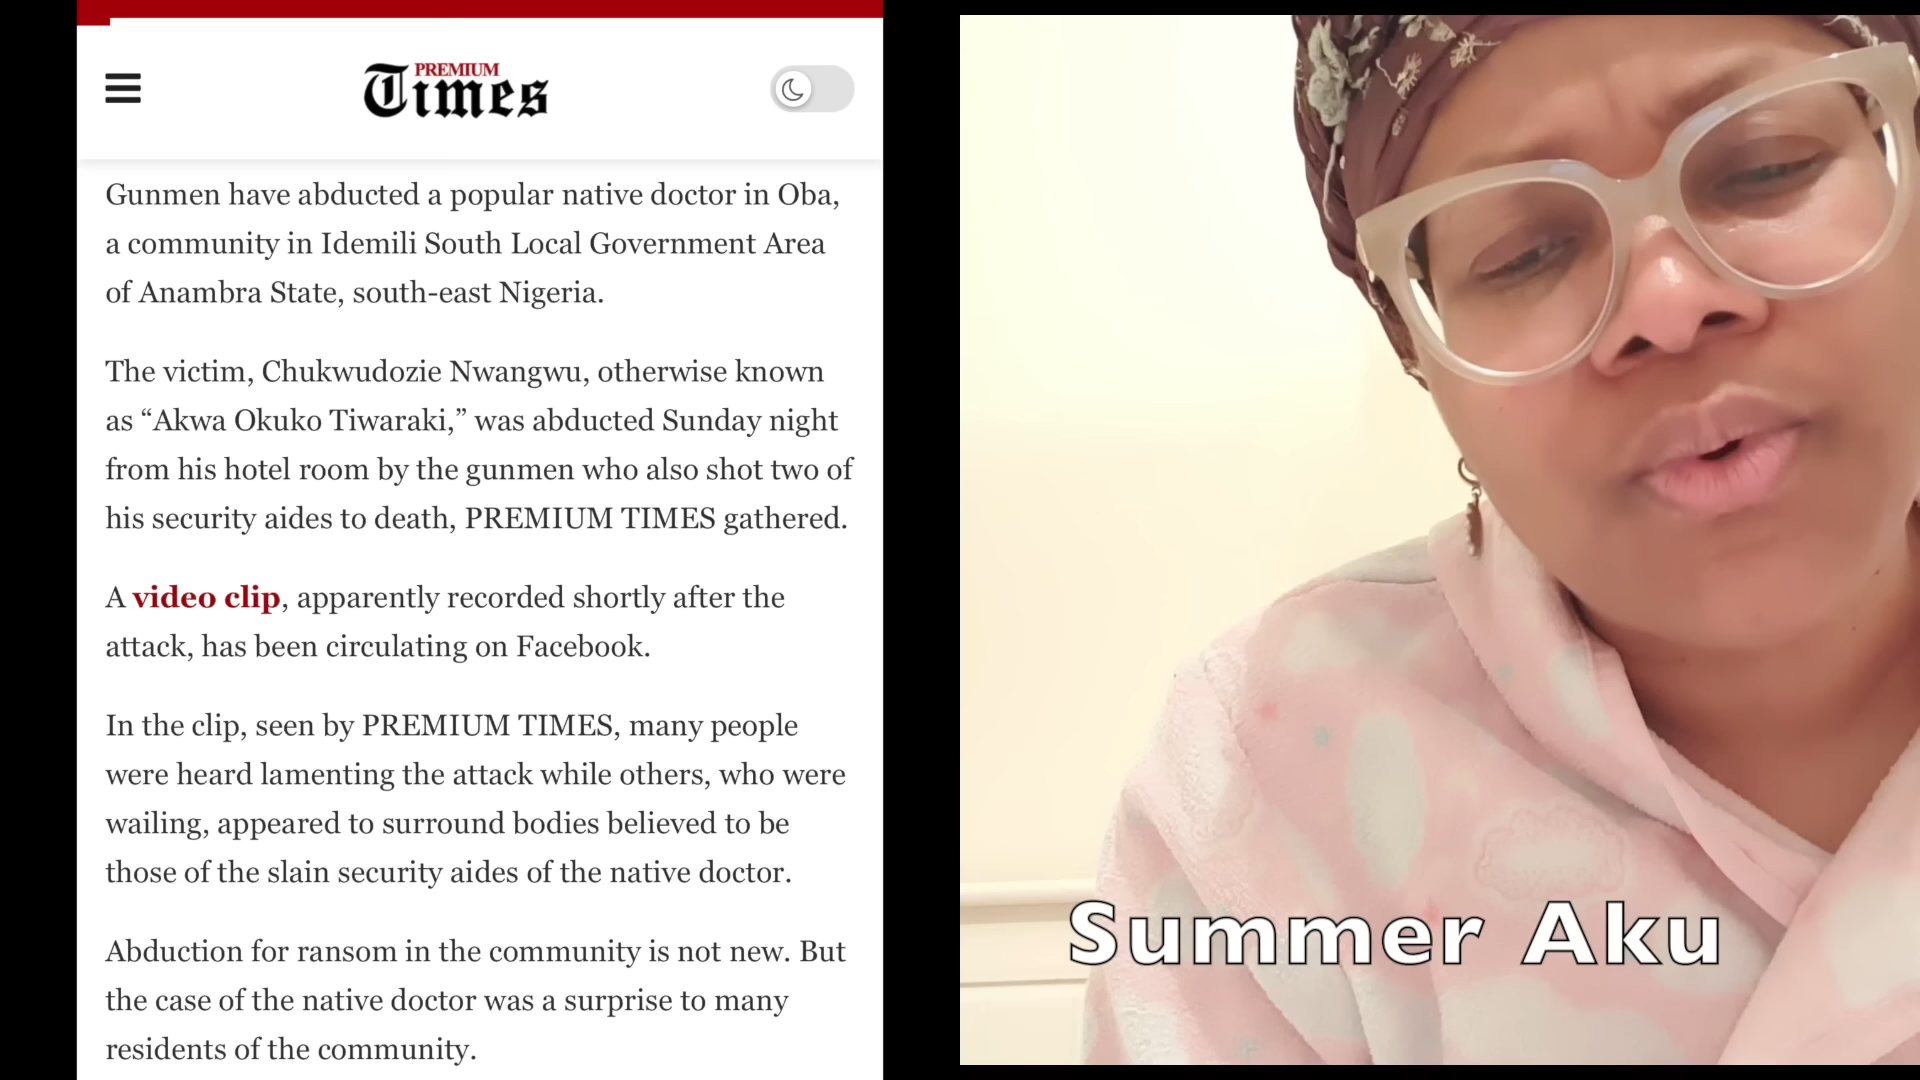 PREMIUM
Times
Gunmen have abducted a popular native doctor in Oba,
a community in Idemili South Local Government Area
of Anambra State, south-east Nigeria.
The victim, Chukwudozie Nwangwu, otherwise known
as “Akwa Okuko Tiwaraki,” was abducted Sunday night
from his hotel room by the gunmen who also shot two of
his security aides to death, PREMIUM TIMES gathered.
A video clip, apparently recorded shortly after the
attack, has been circulating on Facebook.
In the clip, seen by PREMIUM TIMES, many people
were heard lamenting the attack while others, who were
wailing, appeared to surround bodies believed to be
those of the slain security aides of the native doctor.
Abduction for ransom in the community is not new. But
the case of the native doctor was a surprise to many
residents of the community.
Summer Aku